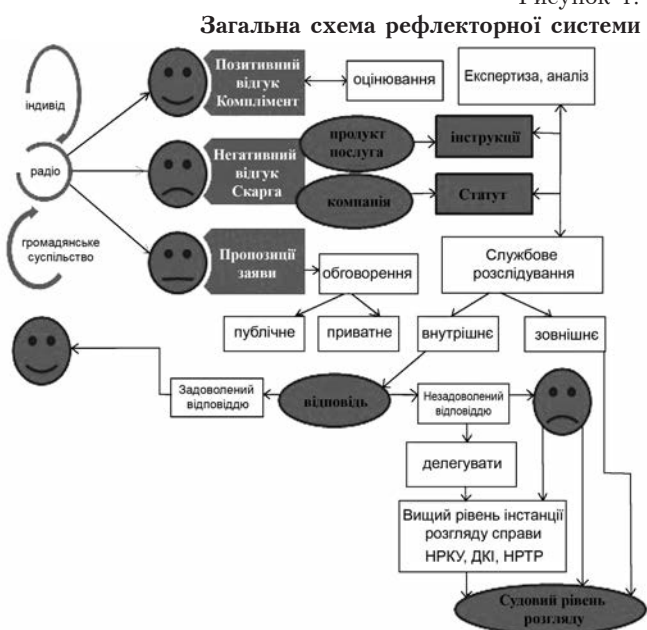 Рисунок 1.
Загальна схема рефлекторної системи
індивід
радіо
громадянське
суспільство
Позитивний
відгук
Комплімент
оцінювання
Експертиза, аналіз
Негативний
відгук
Скарга
продукт
послуга
інструкції
компанія
Статут
Пропозиції
заяви
обговорення
Службове
розслідування
публічне
приватне
внутрішнє
зовнішнє
Задоволений
відповіддю
відповідь
Незадоволений
відповіддю
делегувати
Вищий рівень інстанції
розгляду справи
НРКУ, ДКІ, НРТР
Судовий рівень
розгляду